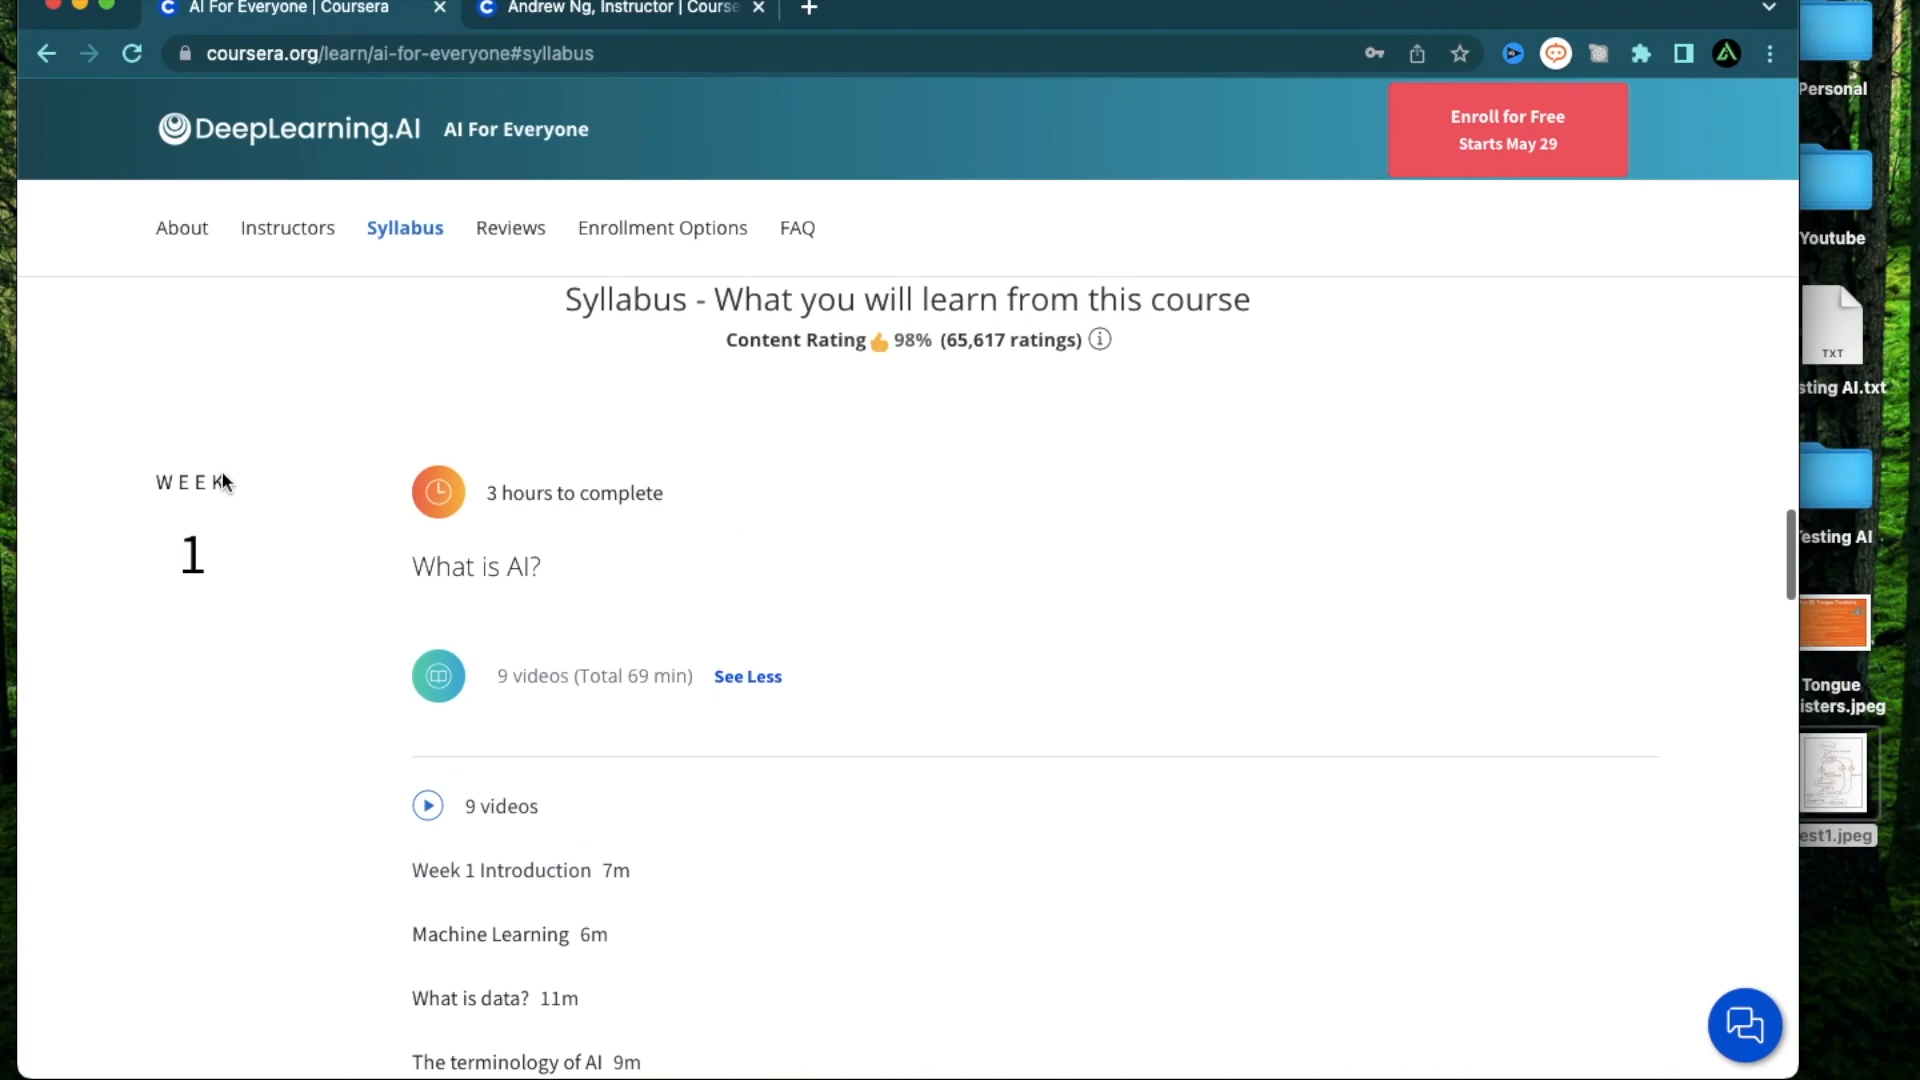 AI For Everyone | Coursera
Andrew Ng, Instructor | Course
coursera.org/learn/ai-for-everyone#syllabus
DeepLearning.AI
AI For Everyone
Enroll for Free
Starts May 29
About
Instructors
Syllabus
Reviews
Enrollment Options
FAQ
Syllabus - What you will learn from this course
Content Rating 98% (65,617 ratings)
WEEK
1
3 hours to complete
What is AI?
9 videos (Total 69 min)
See Less
9 videos
Week 1 Introduction 7m
Machine Learning 6m
What is data? 11m
The terminology of AI 9m
Personal
Youtube
TXT
sting AI.txt
esting AI
Tongue
isters.jpeg
est1.jpeg